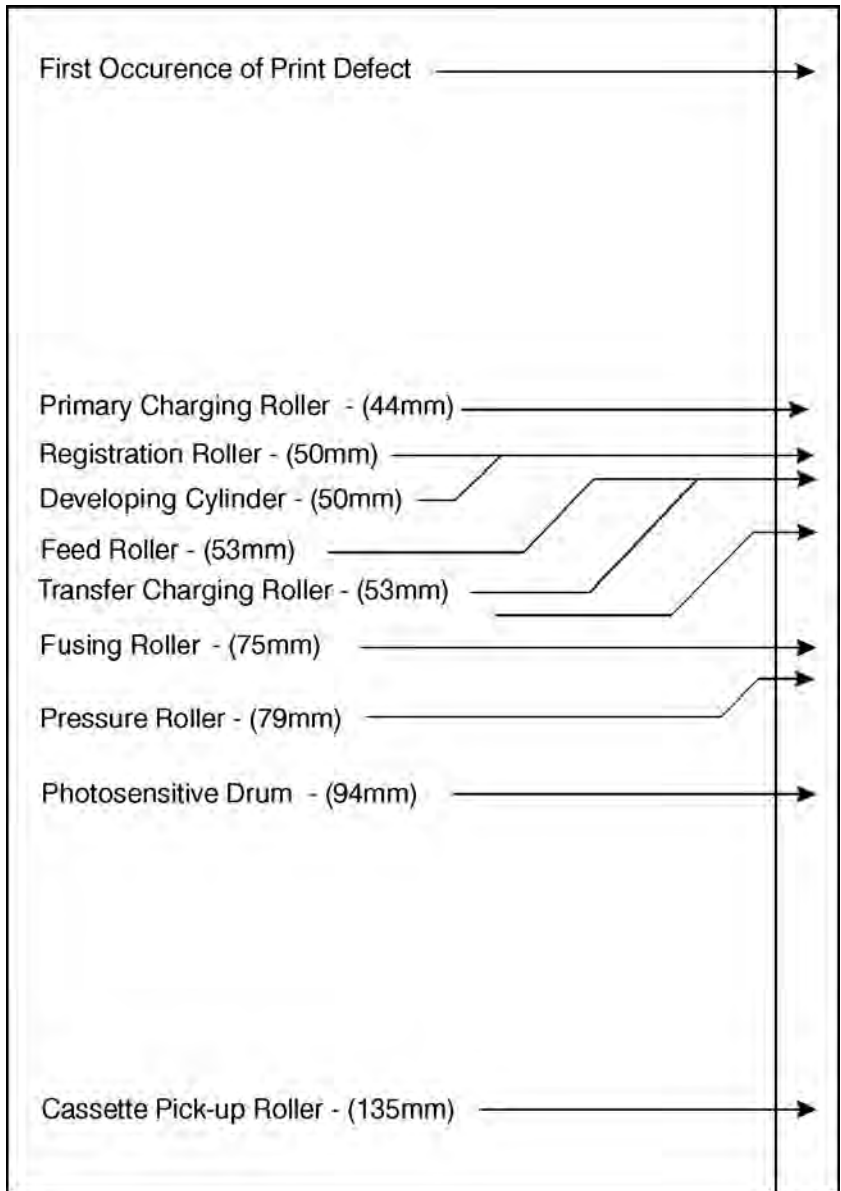 First Occurence of Print Defect
Primary Charging Roller - (44mm)
Registration Roller - (50mm)
Developing Cylinder - (50mm)
Feed Roller - (53mm)
Transfer Charging Roller - (53mm)
Fusing Roller - (75mm)
Pressure Roller - (79mm)
Photosensitive Drum - (94mm)
Cassette Pick-up Roller - (135mm)